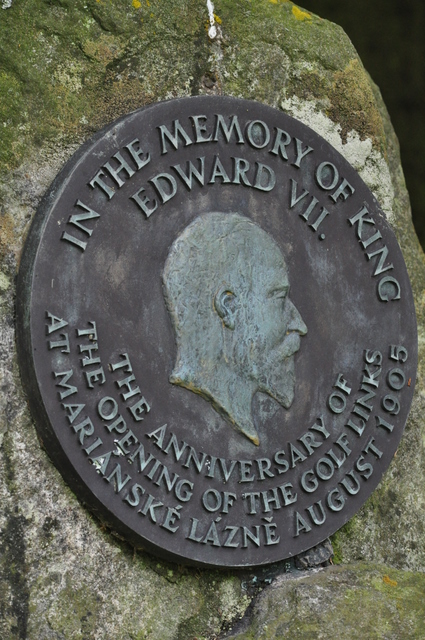 IN THE MEMORY OF KING
EDWARD VII.
THE ANNIVERSARY OF
THE OPENING OF THE GOLF LINKS
AT MARIÁNSKÉ LÁZNĚ AUGUST 1905